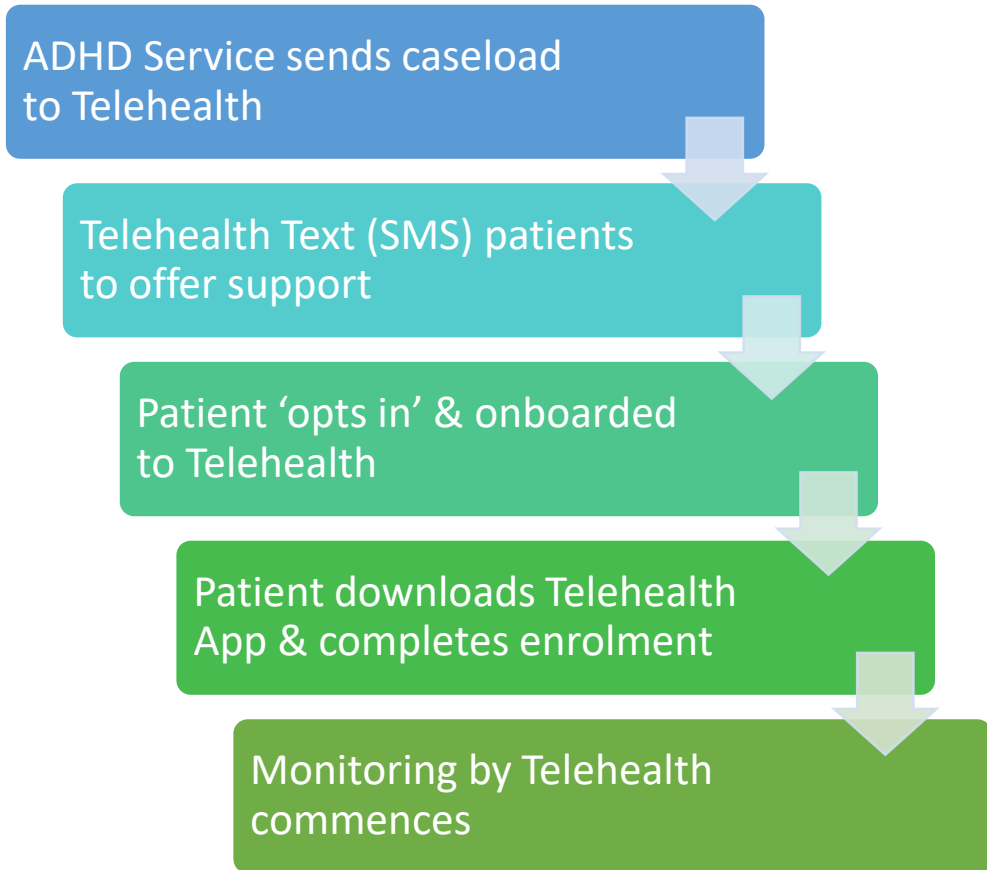 ADHD Service sends caseload
to Telehealth
Telehealth Text (SMS) patients
to offer support
Patient ‘opts in’ & onboarded
to Telehealth
Patient downloads Telehealth
App & completes enrolment
Monitoring by Telehealth
commences